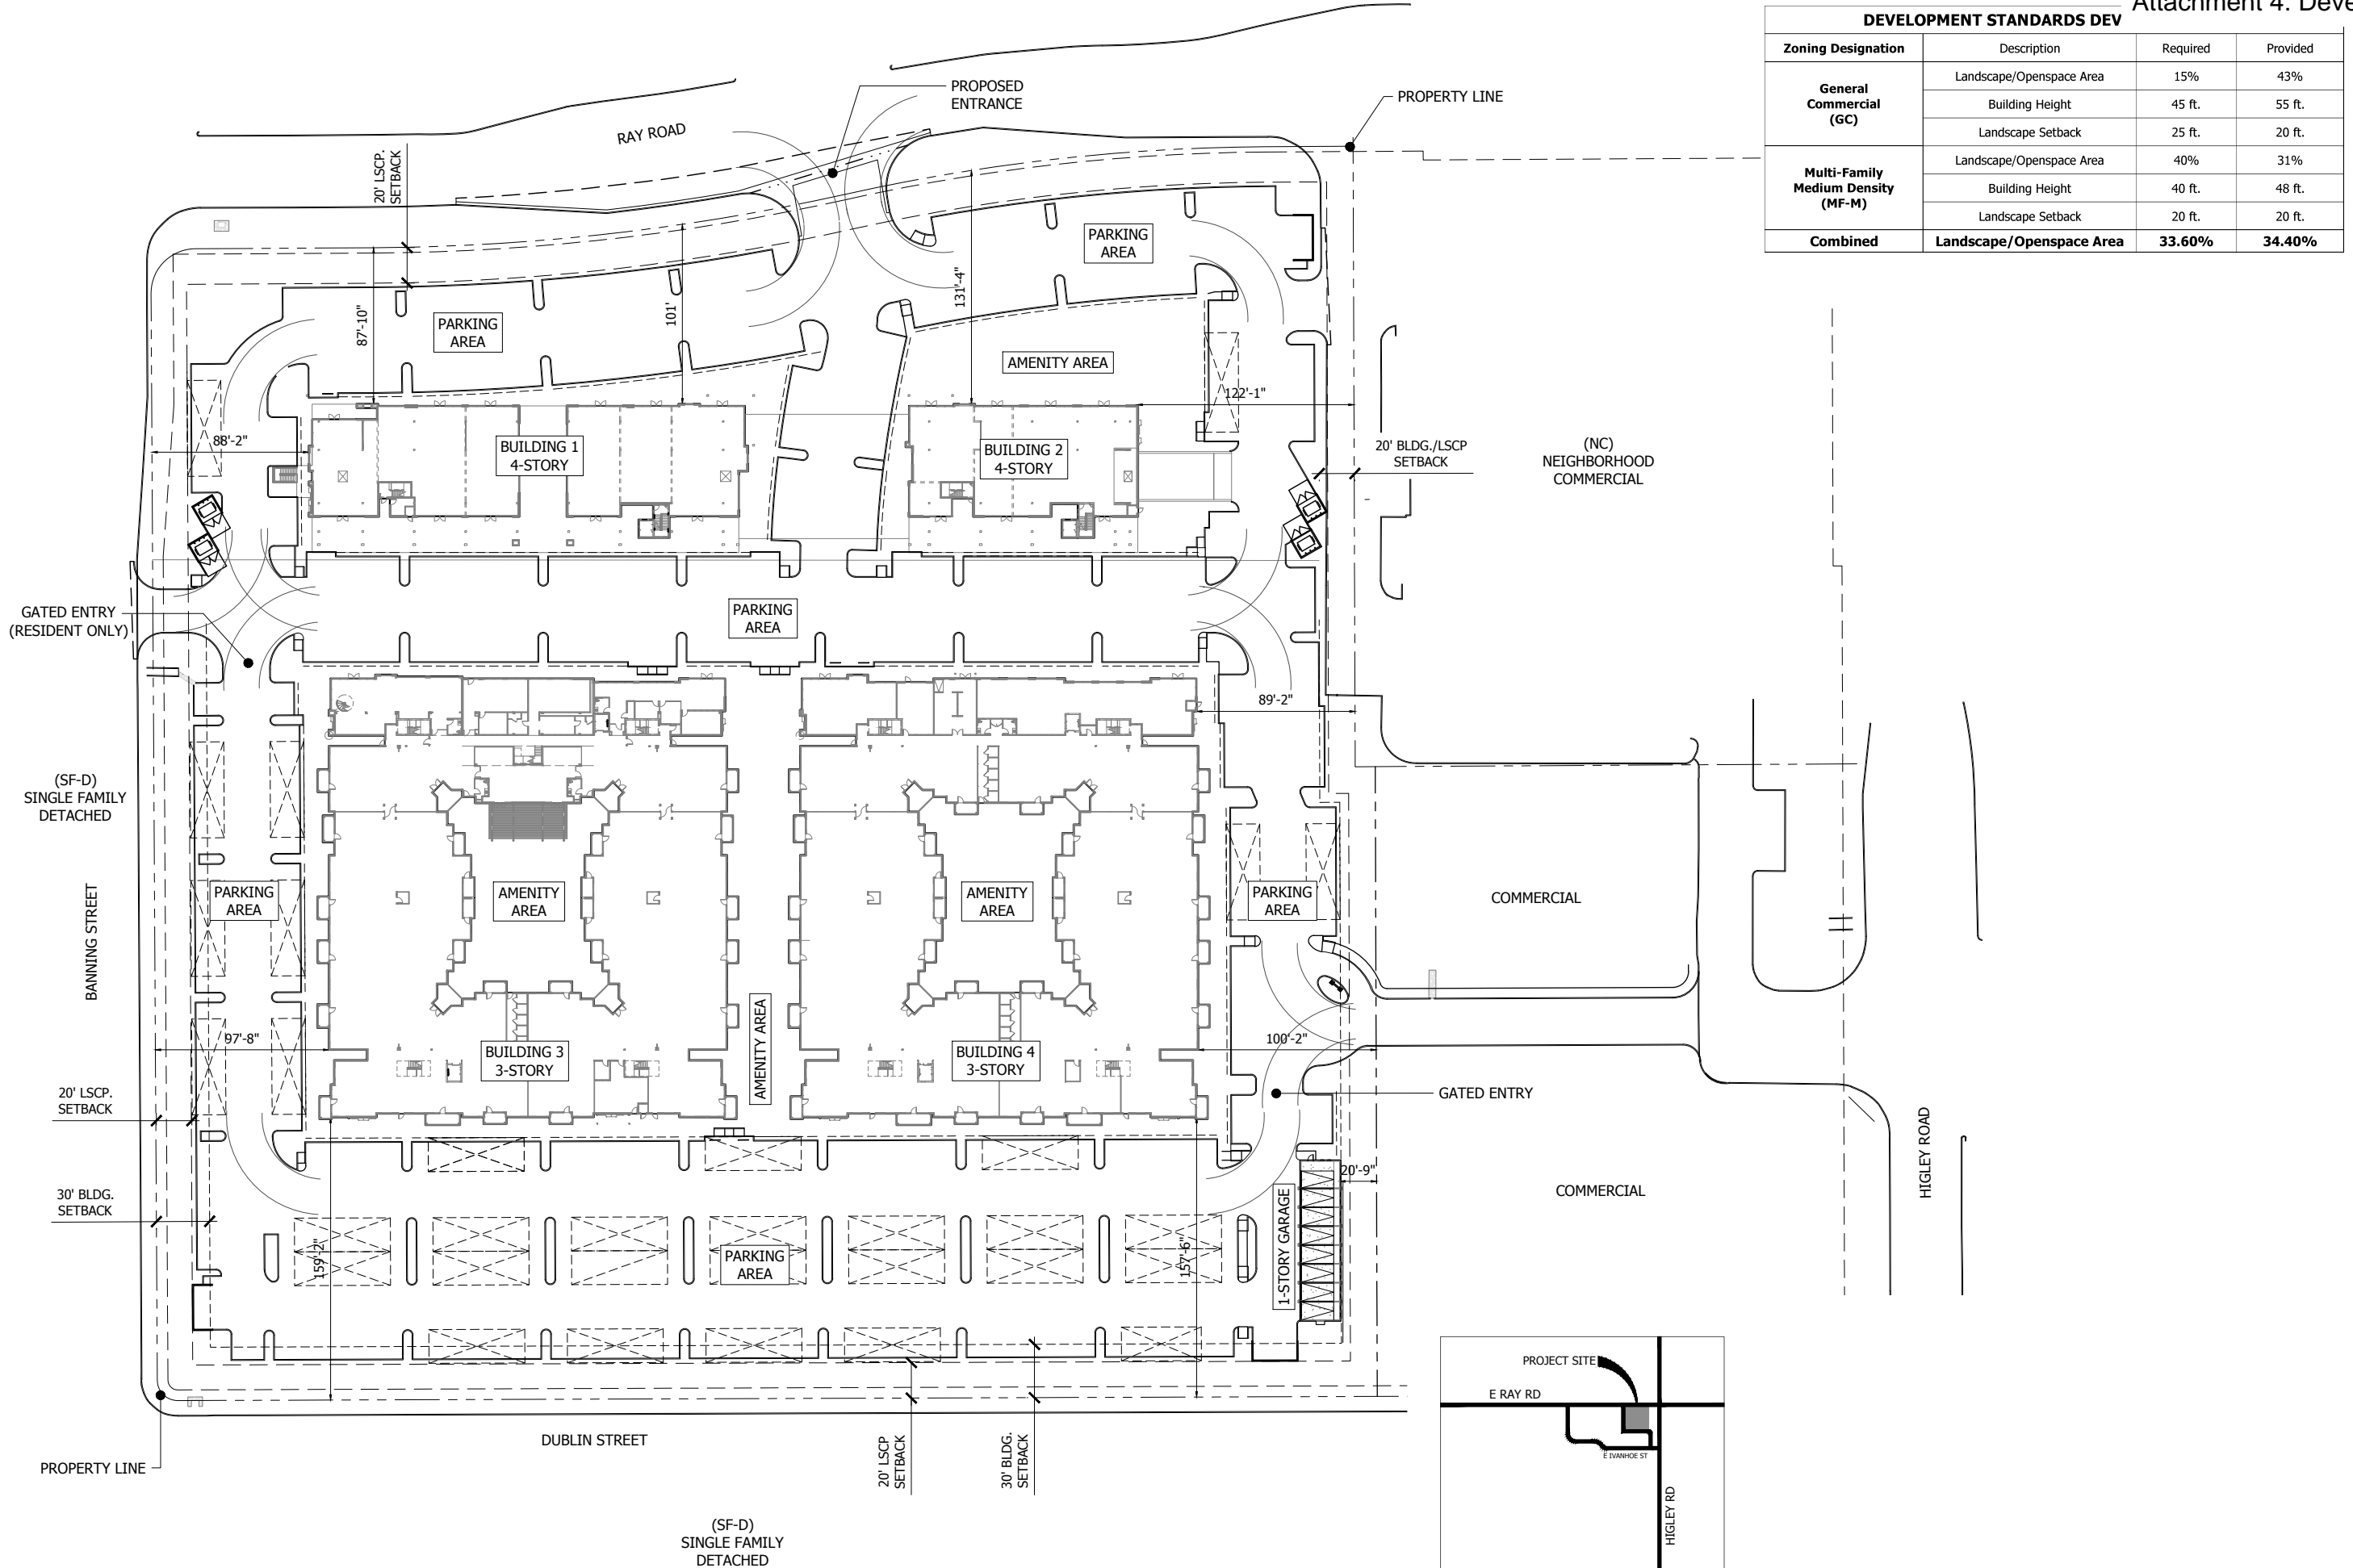 Attachment 4: Deve
DEVELOPMENT STANDARDS DEV
Zoning Designation Description Required Provided
General
Commercial
(GC)
Landscape/Openspace Area 15% 43%
Building Height 45 ft. 55 ft.
Landscape Setback 25 ft. 20 ft.
Multi-Family
Medium Density
(MF-M)
Landscape/Openspace Area 40% 31%
Building Height 40 ft. 48 ft.
Landscape Setback 20 ft. 20 ft.
Combined Landscape/Openspace Area 33.60% 34.40%
PROPOSED
ENTRANCE
PROPERTY LINE
RAY ROAD
20' LSCP.
SETBACK
PARKING
AREA
87'-10"
101'
131'-4"
PARKING
AREA
AMENITY AREA
122'-1"
88'-2"
BUILDING 1
4-STORY
BUILDING 2
4-STORY
20' BLDG./LSCP
SETBACK
(NC)
NEIGHBORHOOD
COMMERCIAL
GATED ENTRY
(RESIDENT ONLY)
PARKING
AREA
89'-2"
(SF-D)
SINGLE FAMILY
DETACHED
BANNING STREET
PARKING
AREA
AMENITY
AREA
AMENITY
AREA
PARKING
AREA
COMMERCIAL
AMENITY AREA
97'-8"
BUILDING 3
3-STORY
BUILDING 4
3-STORY
100'-2"
GATED ENTRY
20' LSCP.
SETBACK
30' BLDG.
SETBACK
20'-9"
1-STORY GARAGE
COMMERCIAL
HIGLEY ROAD
159'-2"
PARKING
AREA
157'-6"
DUBLIN STREET
PROPERTY LINE
20' LSCP
SETBACK
30' BLDG.
SETBACK
(SF-D)
SINGLE FAMILY
DETACHED
PROJECT SITE
E RAY RD
E IVANHOE ST
HIGLEY RD